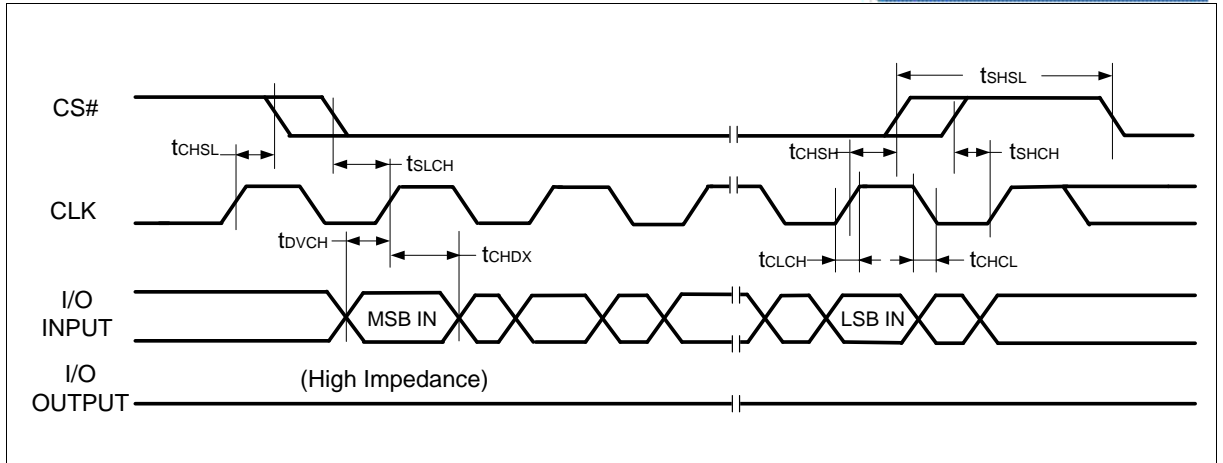 tSHSL
CS#
tCHSL
tSLCH
tCHSH
tSHCH
CLK
tDVCH
tCHDX
tCLCH
tCHCL
I/O
INPUT
MSB IN
LSB IN
I/O
OUTPUT
(High Impedance)